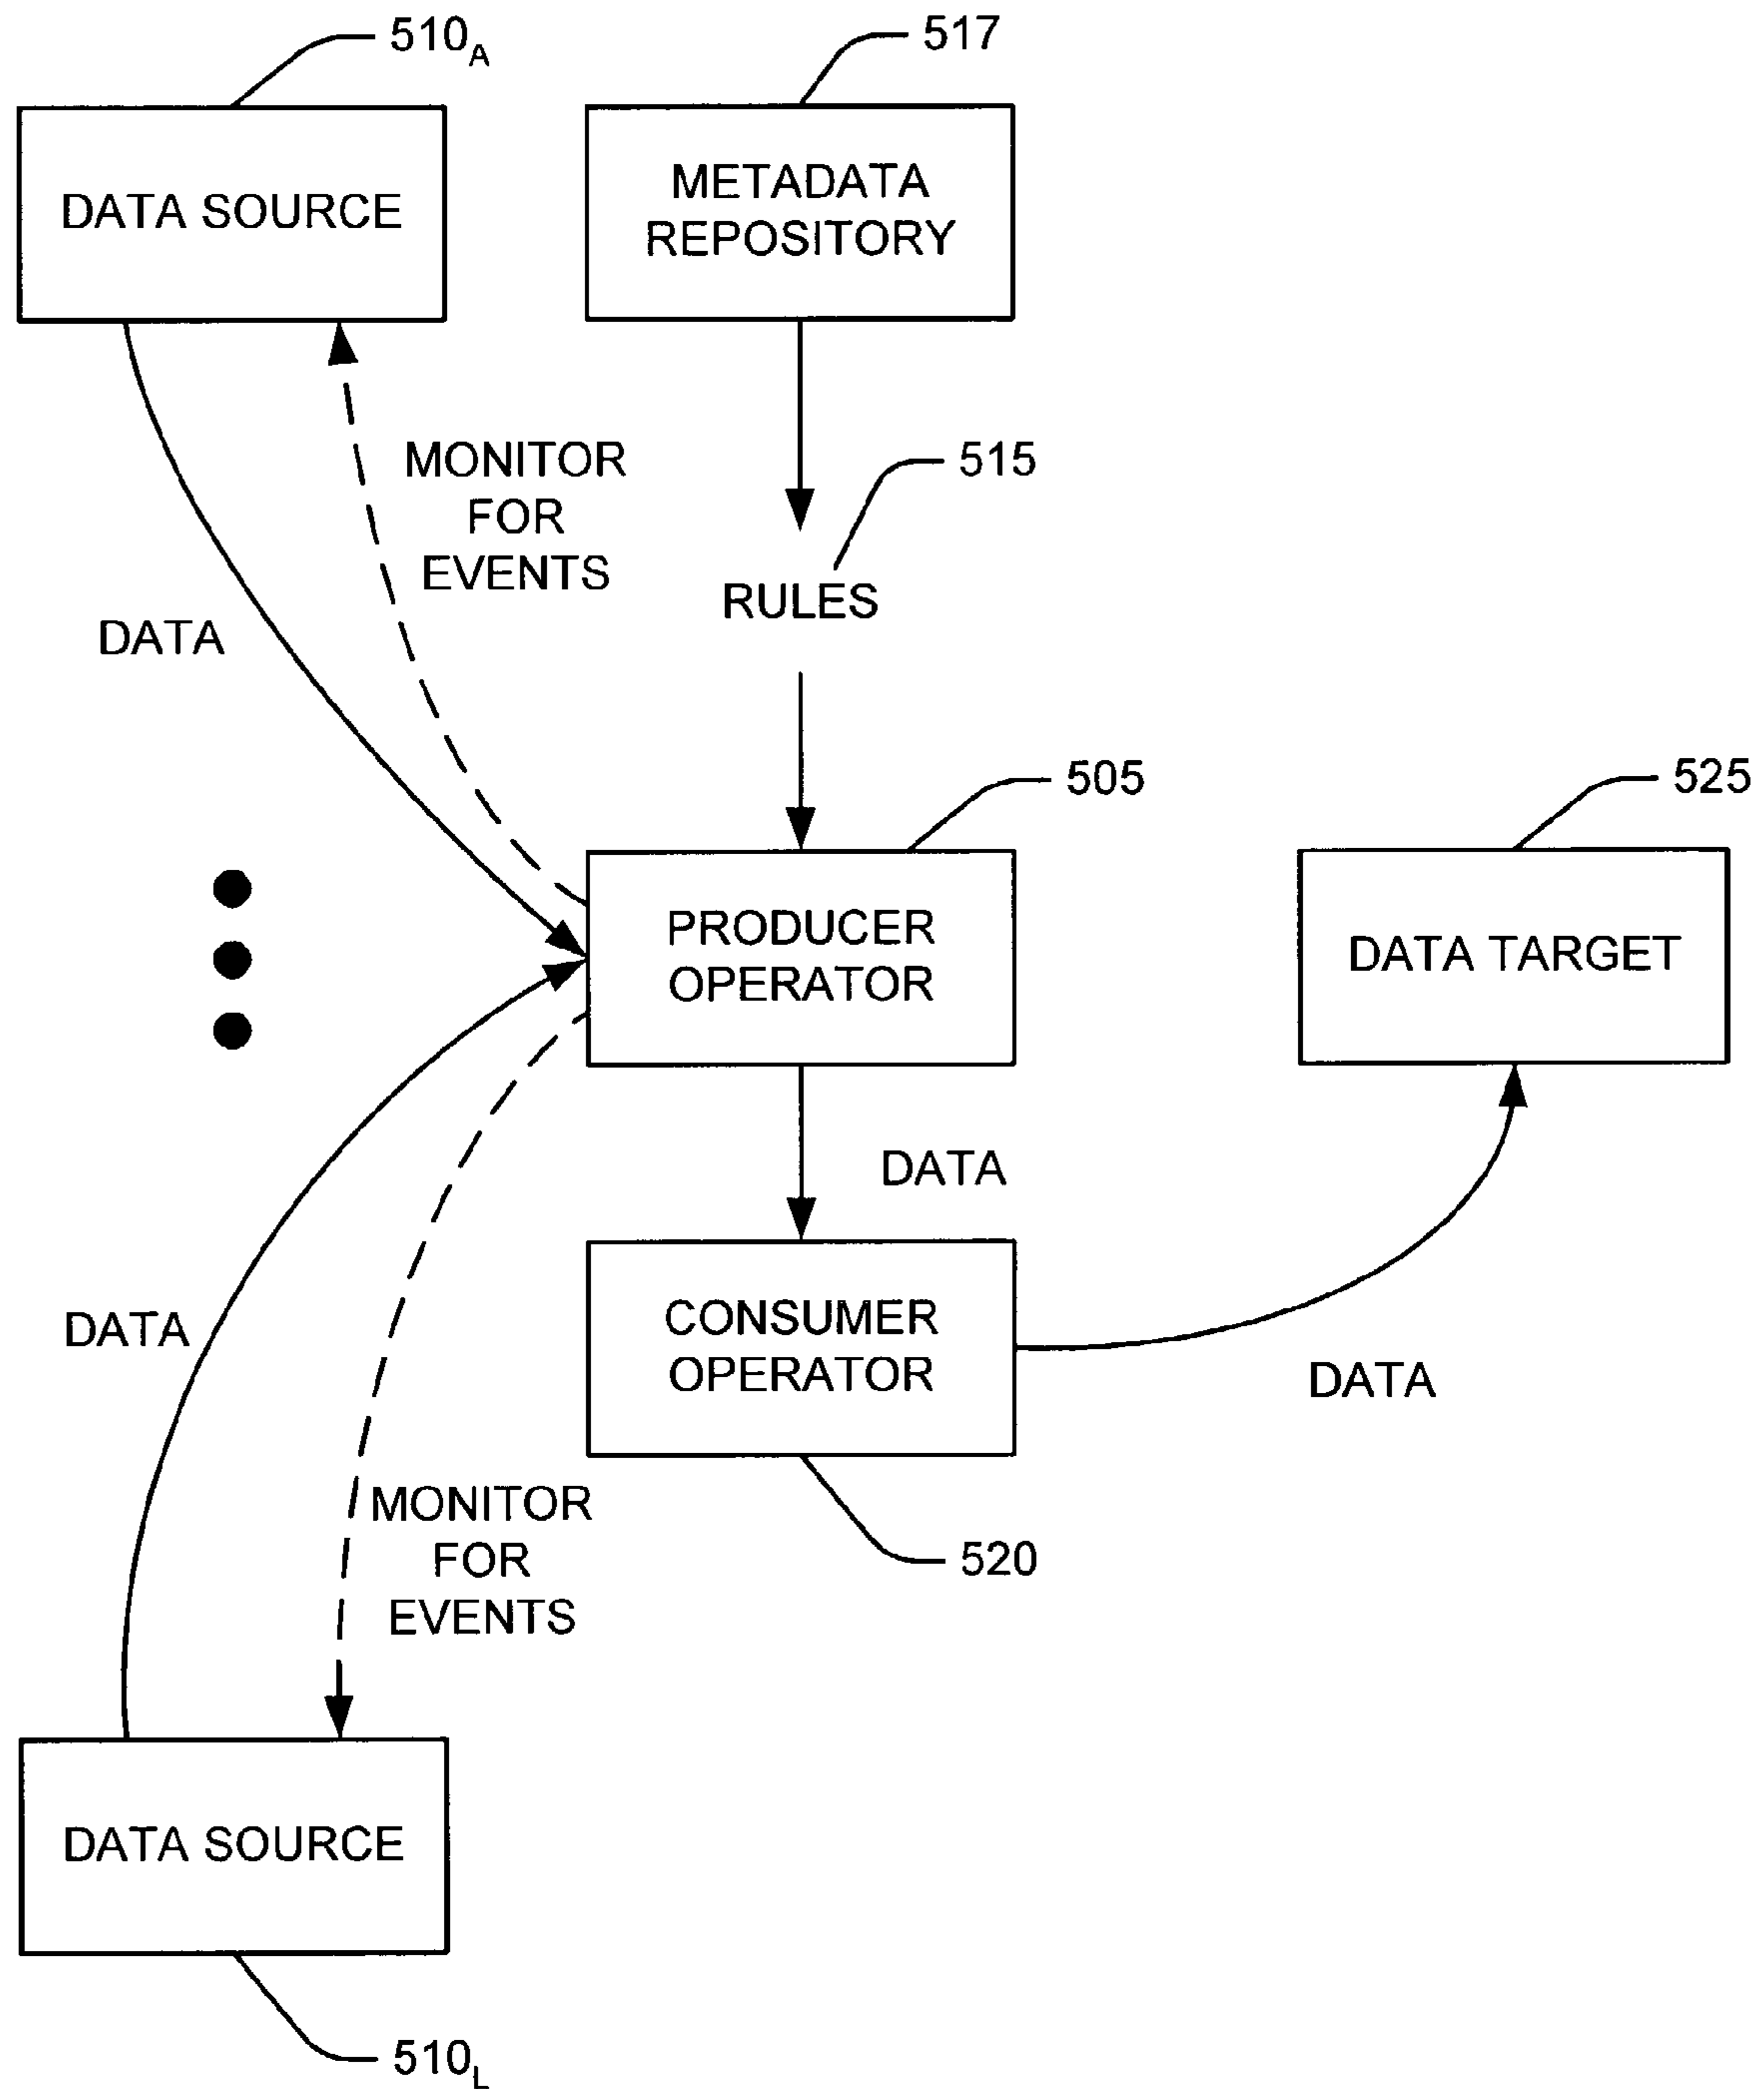 510A
517
DATA SOURCE
METADATA
REPOSITORY
MONITOR
FOR
EVENTS
515
RULES
DATA
505
525
PRODUCER
OPERATOR
DATA TARGET
DATA
CONSUMER
OPERATOR
DATA
DATA
MONITOR
FOR
EVENTS
520
DATA SOURCE
510L